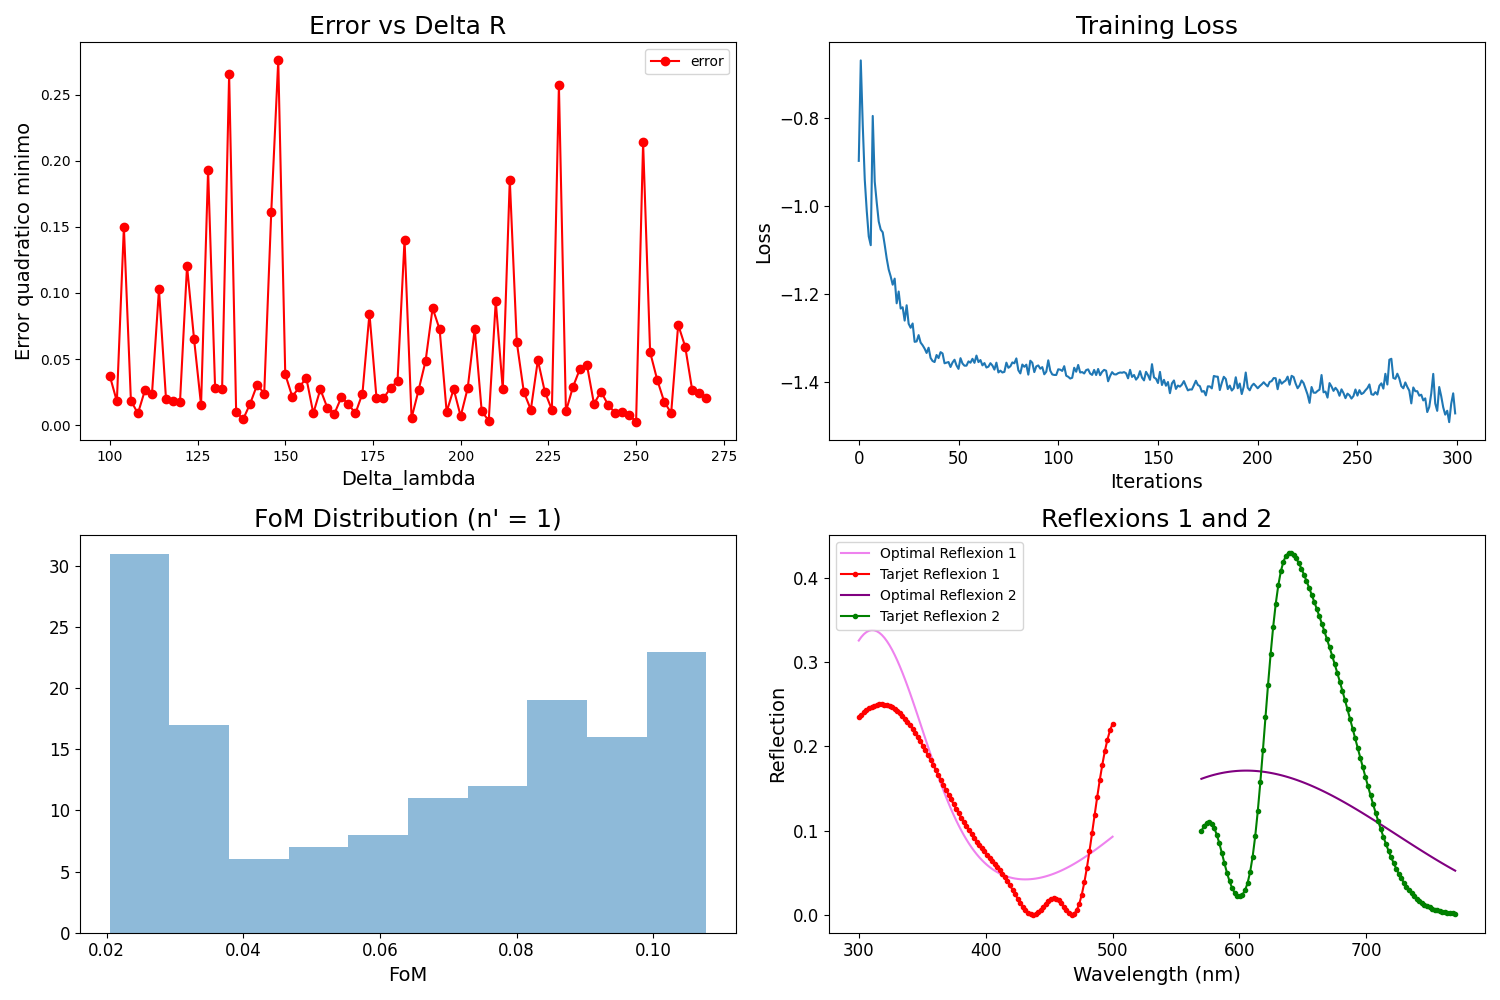 Error vs Delta R
error
Error quadratico minimo
0.25
0.20
0.15
0.10
0.05
0.00
100 125 150 175 200 225 250 275
Delta_lambda
Training Loss
Loss
−0.8
−1.0
−1.2
−1.4
0 50 100 150 200 250 300
Iterations
FoM Distribution (n' = 1)
30
25
20
15
10
5
0
0.02 0.04 0.06 0.08 0.10
FoM
Reflexions 1 and 2
Optimal Reflexion 1
Tarjet Reflexion 1
Optimal Reflexion 2
Tarjet Reflexion 2
Reflection
0.4
0.3
0.2
0.1
0.0
300 400 500 600 700
Wavelength (nm)